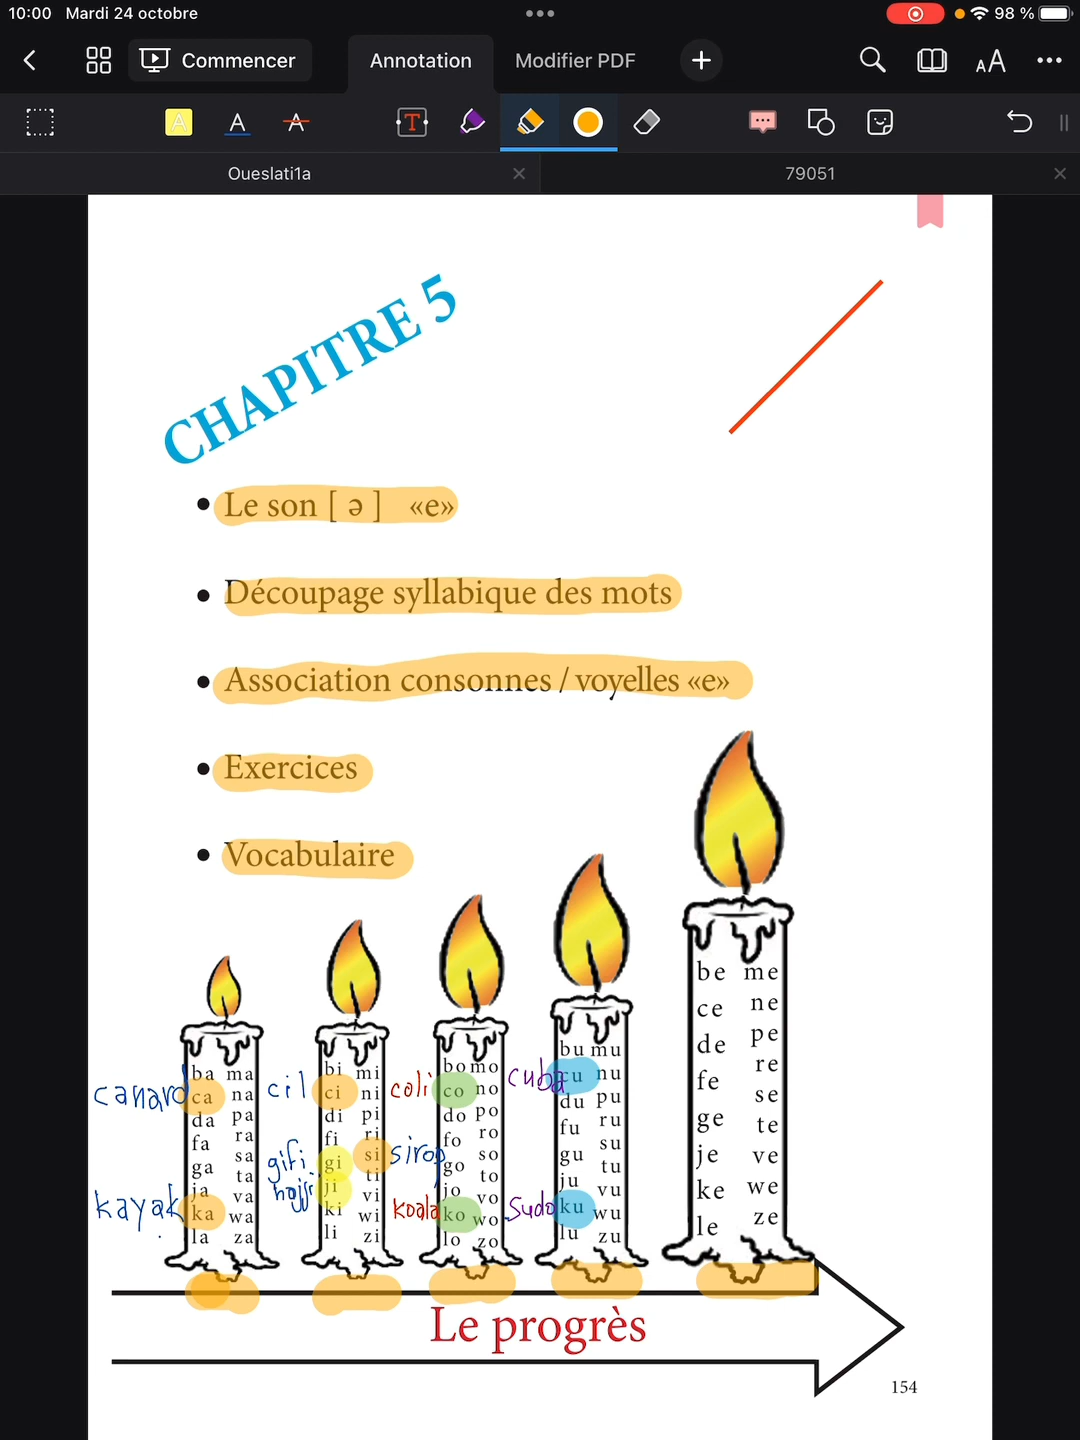 10:00 Mardi 24 octobre
98 %
Commencer
Annotation
Modifier PDF
AA
A
A
A
T
Oueslati1a
79051
CHAPITRE 5
• Le son [ ə ] «e»
• Découpage syllabique des mots
• Association consonnes / voyelles «e»
• Exercices
• Vocabulaire
ba ma
ca na
da pa
fa ra
ga sa
ja ta
ka va
la wa
za
canard
kayak
bi mi
ci ni
di pi
fi ri
gi si
ji ti
ki vi
li wi
zi
cil
gifi
bo mo
co no
do po
fo ro
go so
jo to
ko vo
lo wo
zo
coli
sirop
koala
bu mu
cu nu
du pu
fu ru
gu su
ju tu
ku vu
lu wu
zu
cuba
Sudo
be me
ce ne
de pe
fe re
ge se
je te
ke ve
le we
ze
Le progrès
154